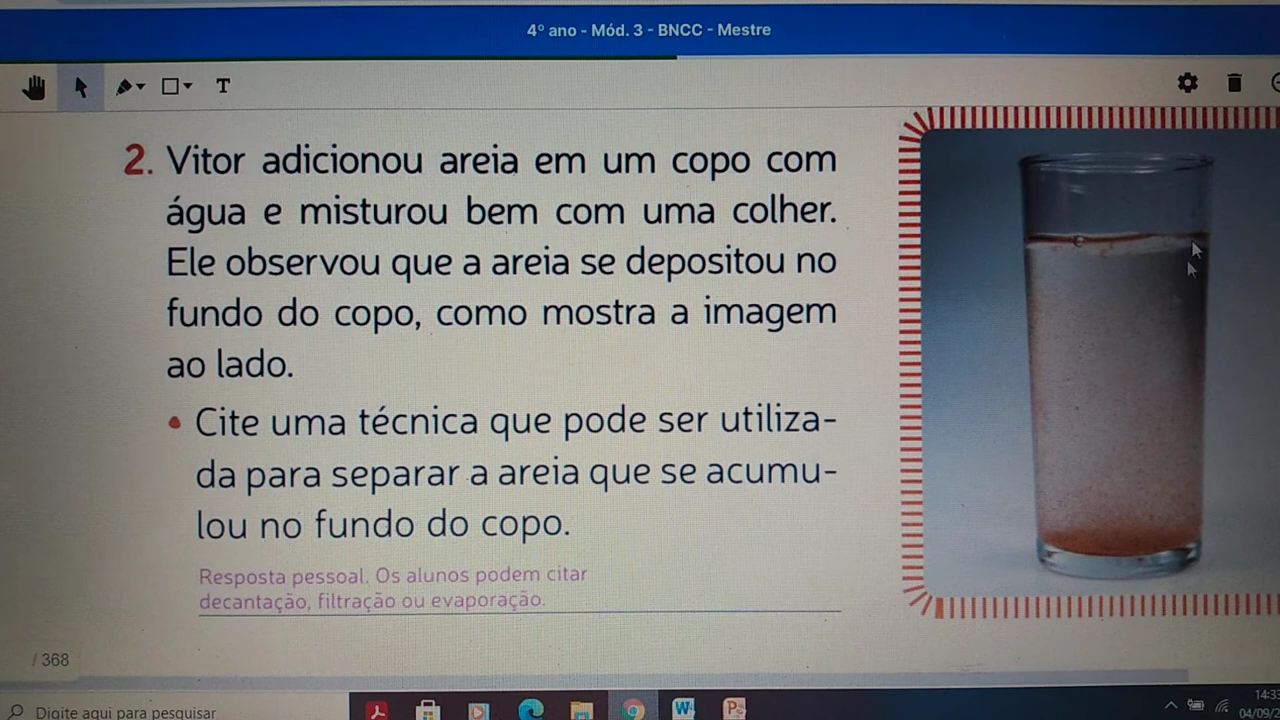 4º ano - Mód. 3 - BNCC - Mestre
T
2. Vitor adicionou areia em um copo com
água e misturou bem com uma colher.
Ele observou que a areia se depositou no
fundo do copo, como mostra a imagem
ao lado.
• Cite uma técnica que pode ser utiliza-
da para separar a areia que se acumu-
lou no fundo do copo.
Resposta pessoal. Os alunos podem citar
decantação, filtração ou evaporação.
/ 368
Digite aqui para pesquisar
14:33
04/09/2